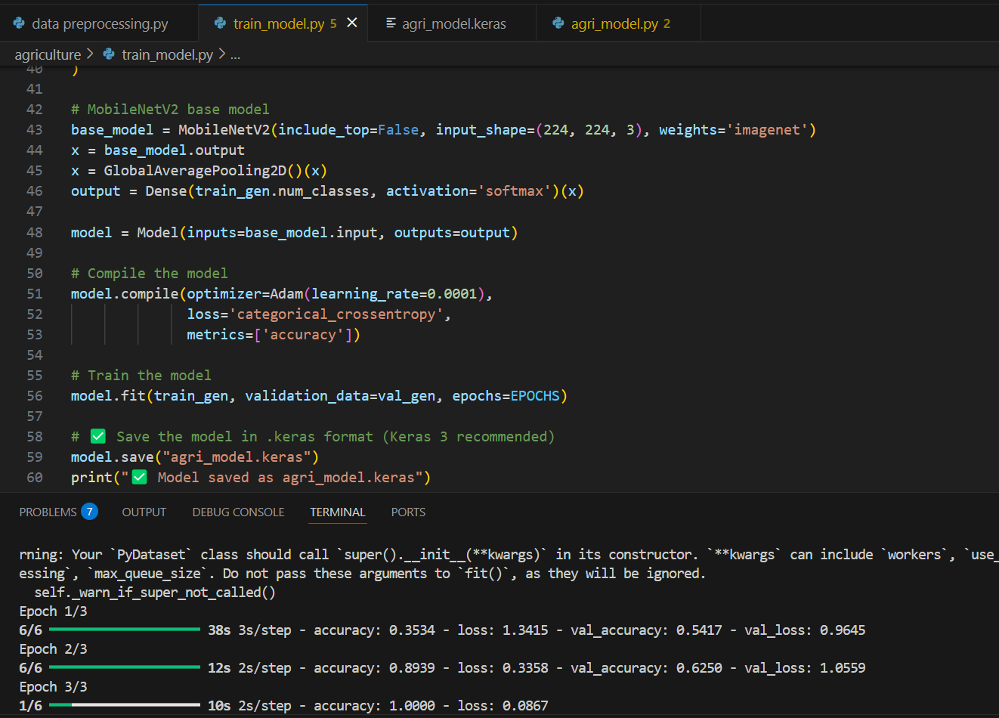 data preprocessing.py train_model.py 5 × agri_model.keras agri_model.py 2
agriculture > train_model.py > ...
40 )
41
42 # MobileNetV2 base model
43 base_model = MobileNetV2(include_top=False, input_shape=(224, 224, 3), weights='imagenet')
44 x = base_model.output
45 x = GlobalAveragePooling2D()(x)
46 output = Dense(train_gen.num_classes, activation='softmax')(x)
47
48 model = Model(inputs=base_model.input, outputs=output)
49
50 # Compile the model
51 model.compile(optimizer=Adam(learning_rate=0.0001),
52 loss='categorical_crossentropy',
53 metrics=['accuracy'])
54
55 # Train the model
56 model.fit(train_gen, validation_data=val_gen, epochs=EPOCHS)
57
58 # ✅ Save the model in .keras format (Keras 3 recommended)
59 model.save("agri_model.keras")
60 print("✅ Model saved as agri_model.keras")
PROBLEMS 7 OUTPUT DEBUG CONSOLE TERMINAL PORTS
rning: Your `PyDataset` class should call `super().__init__(**kwargs)` in its constructor. `**kwargs` can include `workers`, `use_
essing`, `max_queue_size`. Do not pass these arguments to `fit()`, as they will be ignored.
self._warn_if_super_not_called()
Epoch 1/3
6/6 38s 3s/step - accuracy: 0.3534 - loss: 1.3415 - val_accuracy: 0.5417 - val_loss: 0.9645
Epoch 2/3
6/6 12s 2s/step - accuracy: 0.8939 - loss: 0.3358 - val_accuracy: 0.6250 - val_loss: 1.0559
Epoch 3/3
1/6 10s 2s/step - accuracy: 1.0000 - loss: 0.0867